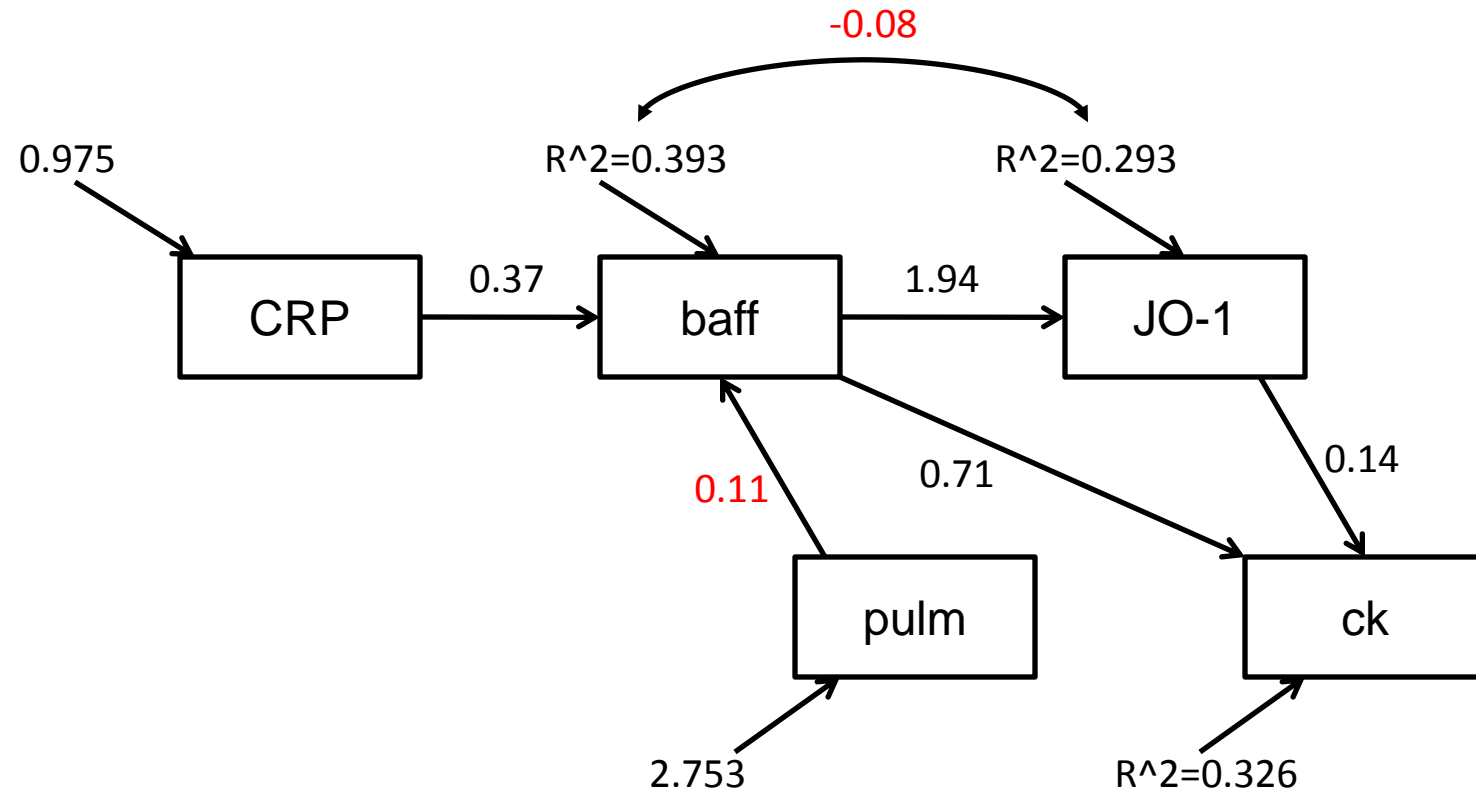 -0.08
0.975
R^2=0.393
R^2=0.293
0.37
1.94
CRP
baff
JO-1
0.11
0.71
0.14
pulm
ck
2.753
R^2=0.326